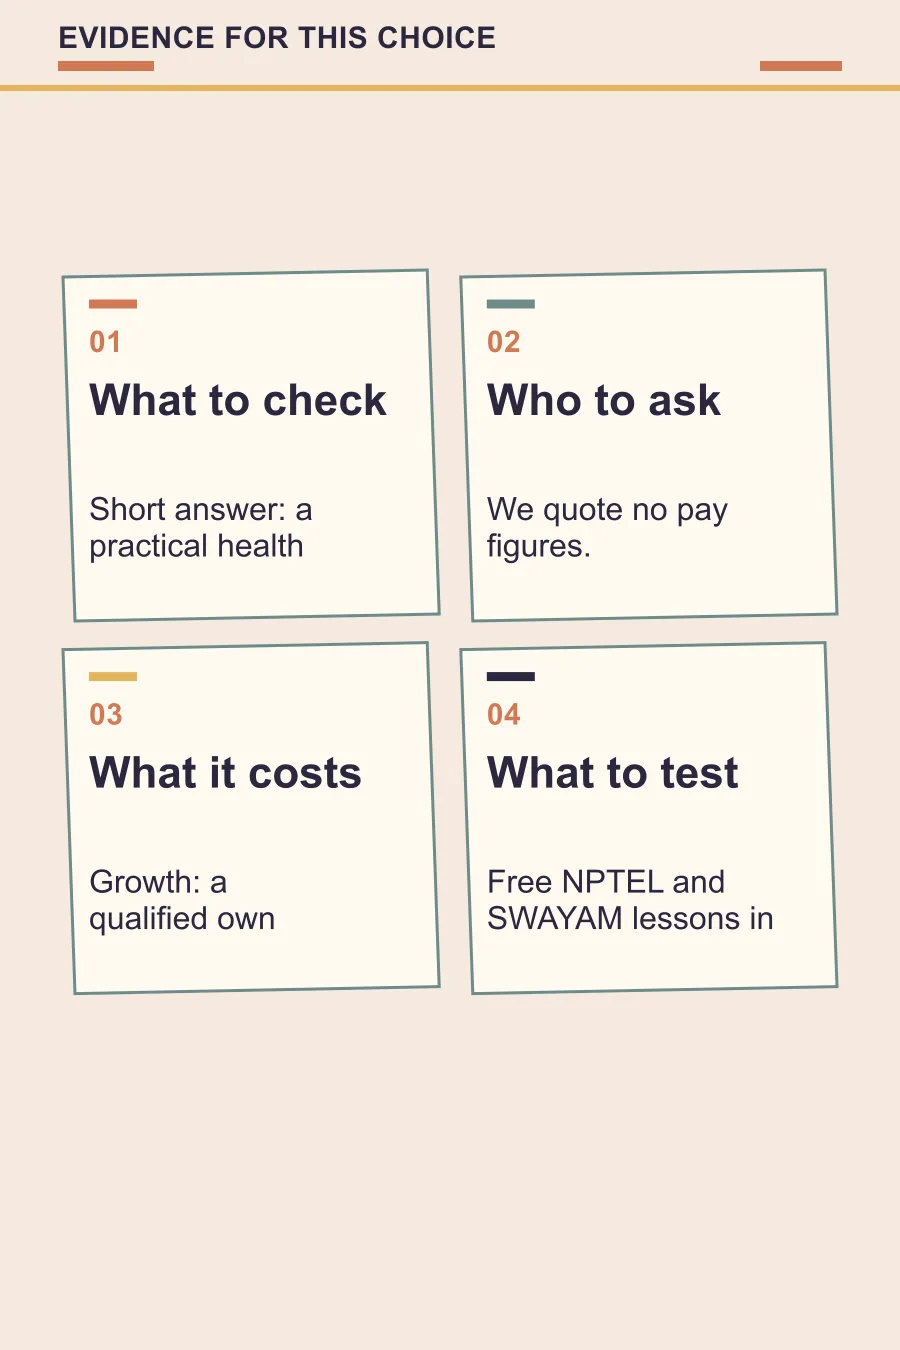 EVIDENCE FOR THIS CHOICE
01
What to check
Short answer: a
practical health
02
Who to ask
We quote no pay
figures.
03
What it costs
Growth: a
qualified own
04
What to test
Free NPTEL and
SWAYAM lessons in